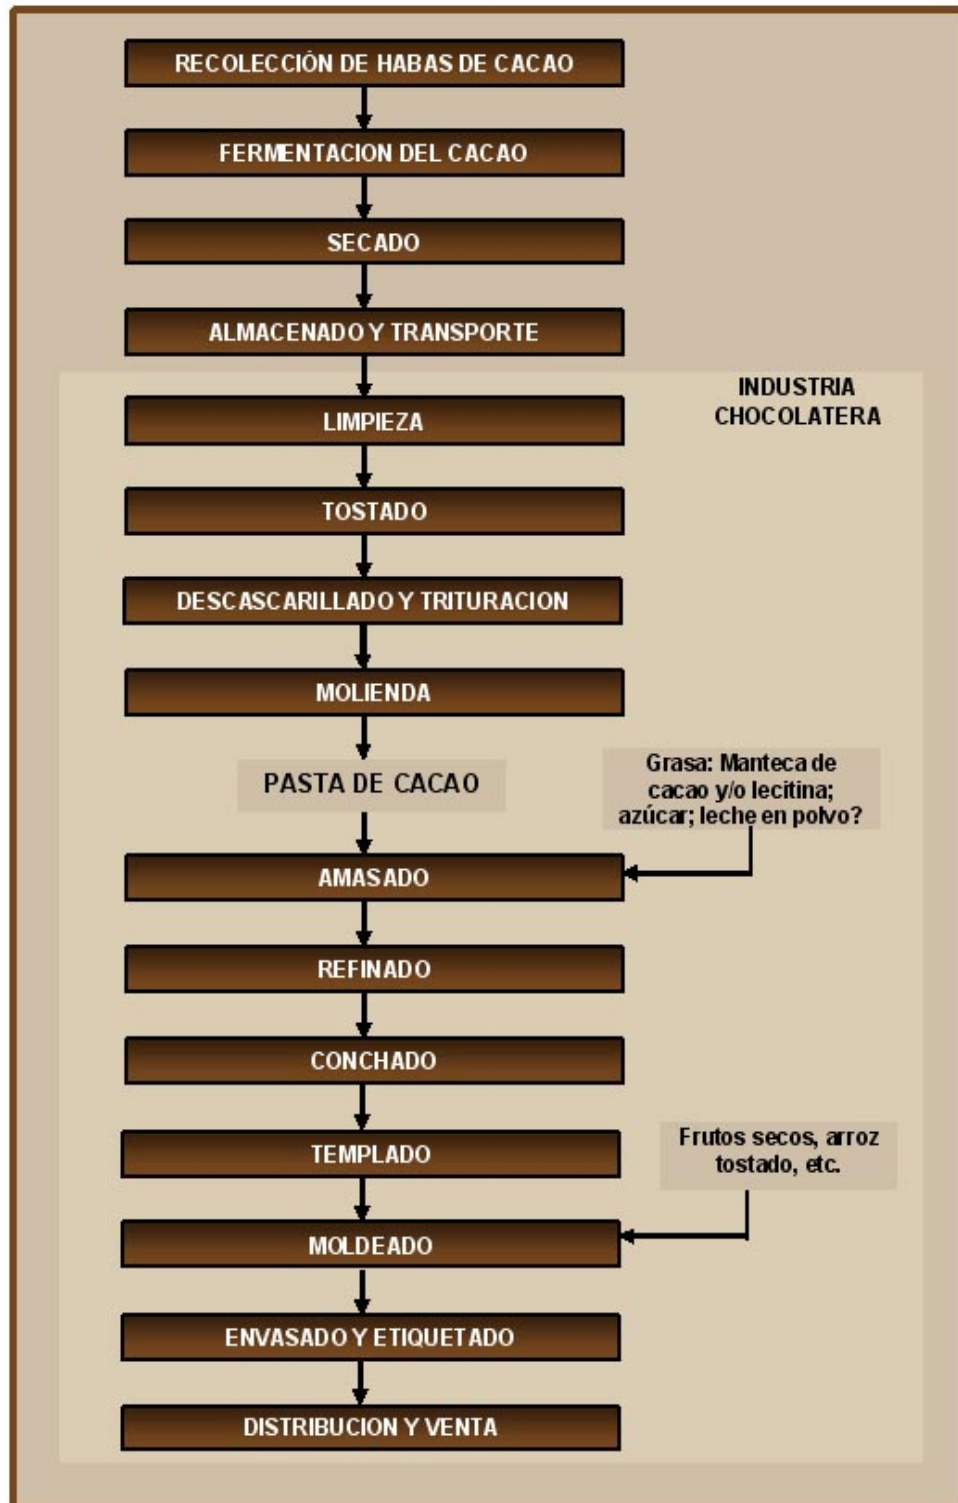 RECOLECCIÓN DE HABAS DE CACAO
FERMENTACION DEL CACAO
SECADO
ALMACENADO Y TRANSPORTE
INDUSTRIA
CHOCOLATERA
LIMPIEZA
TOSTADO
DESCASCARILLADO Y TRITURACION
MOLIENDA
PASTA DE CACAO
Grasa: Manteca de
cacao y/o lecitina;
azúcar; leche en polvo?
AMASADO
REFINADO
CONCHADO
TEMPLADO
Frutos secos, arroz
tostado, etc.
MOLDEADO
ENVASADO Y ETIQUETADO
DISTRIBUCION Y VENTA